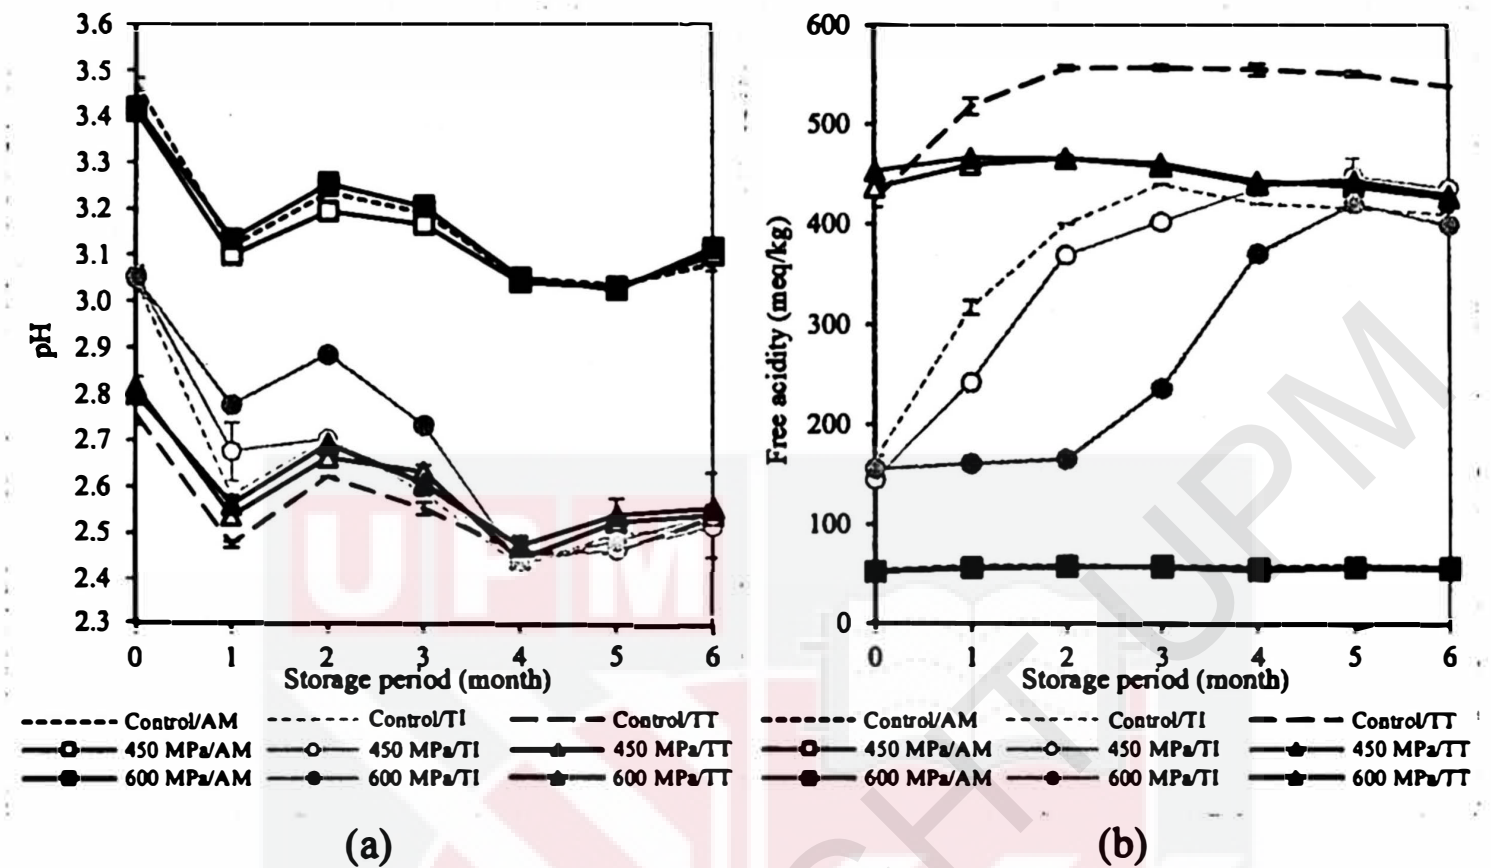 3.6
3.5
3.4
3.3
3.2
3.1
3.0
2.9
2.8
2.7
2.6
2.5
2.4
2.3
pH
0 1 2 3 4 5 6
Storage period (month)
Control/AM Control/TI Control/TT
450 MPa/AM 450 MPa/TI 450 MPa/TT
600 MPa/AM 600 MPa/TI 600 MPa/TT
(a)
600
500
400
300
200
100
0
Free acidity (meq/kg)
0 1 2 3 4 5 6
Storage period (month)
Control/AM Control/TI Control/TT
450 MPa/AM 450 MPa/TI 450 MPa/TT
600 MPa/AM 600 MPa/TI 600 MPa/TT
(b)
UPM
UPM